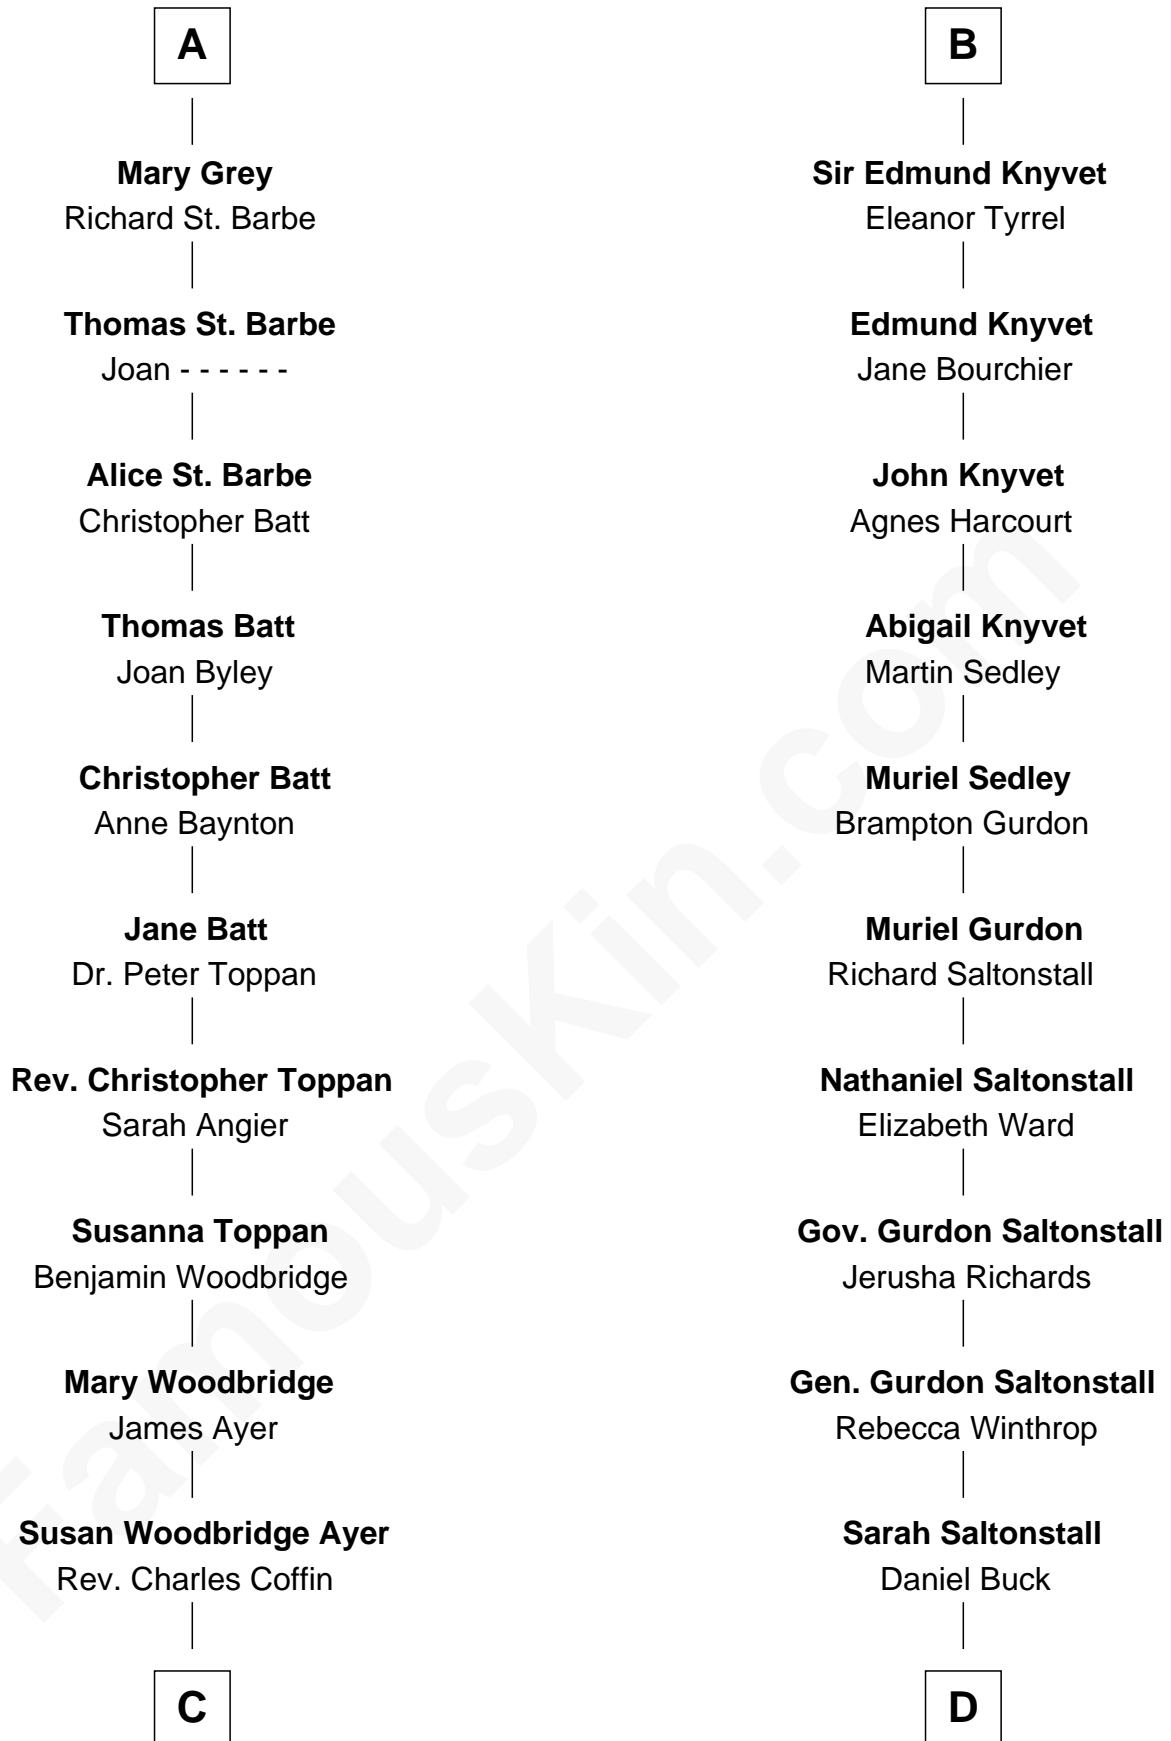 A
Mary Grey
Richard St. Barbe
Thomas St. Barbe
Joan - - - - - -
Alice St. Barbe
Christopher Batt
Thomas Batt
Joan Byley
Christopher Batt
Anne Baynton
Jane Batt
Dr. Peter Toppan
Rev. Christopher Toppan
Sarah Angier
Susanna Toppan
Benjamin Woodbridge
Mary Woodbridge
James Ayer
Susan Woodbridge Ayer
Rev. Charles Coffin
C
B
Sir Edmund Knyvet
Eleanor Tyrrel
Edmund Knyvet
Jane Bourchier
John Knyvet
Agnes Harcourt
Abigail Knyvet
Martin Sedley
Muriel Sedley
Brampton Gurdon
Muriel Gurdon
Richard Saltonstall
Nathaniel Saltonstall
Elizabeth Ward
Gov. Gurdon Saltonstall
Jerusha Richards
Gen. Gurdon Saltonstall
Rebecca Winthrop
Sarah Saltonstall
Daniel Buck
D
FamousKin.com